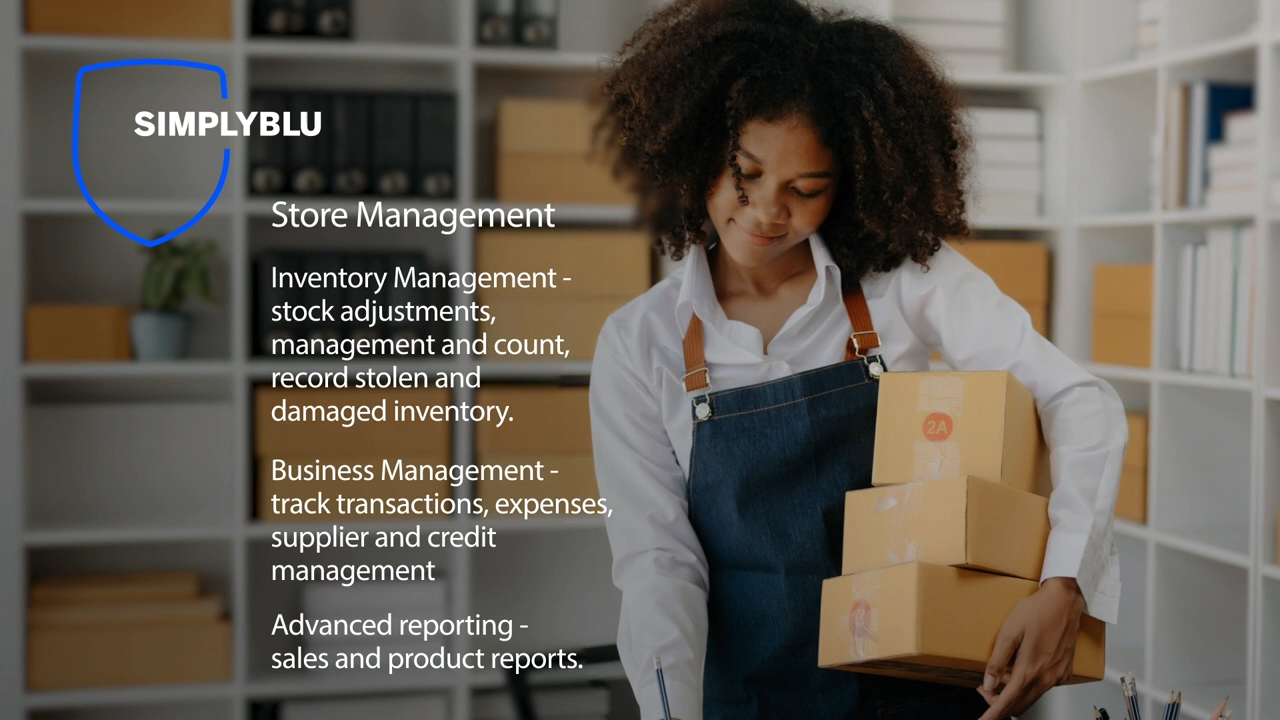 SIMPLYBLU
Store Management
Inventory Management -
stock adjustments,
management and count,
record stolen and
damaged inventory.
Business Management -
track transactions, expenses,
supplier and credit
management
Advanced reporting -
sales and product reports.
2A